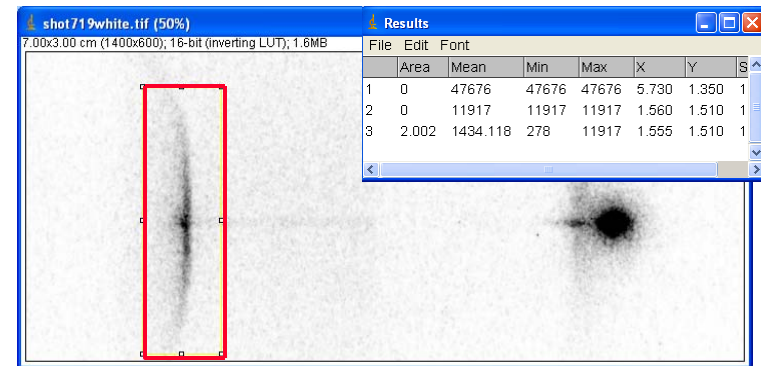 shot719white.tif (50%)
7.00x3.00 cm (1400x600); 16-bit (inverting LUT); 1.6MB
Results
File Edit Font
Area Mean Min Max X Y S
1 0 47676 47676 47676 5.730 1.350 1
2 0 11917 11917 11917 1.560 1.510 1
3 2.002 1434.118 278 11917 1.555 1.510 1